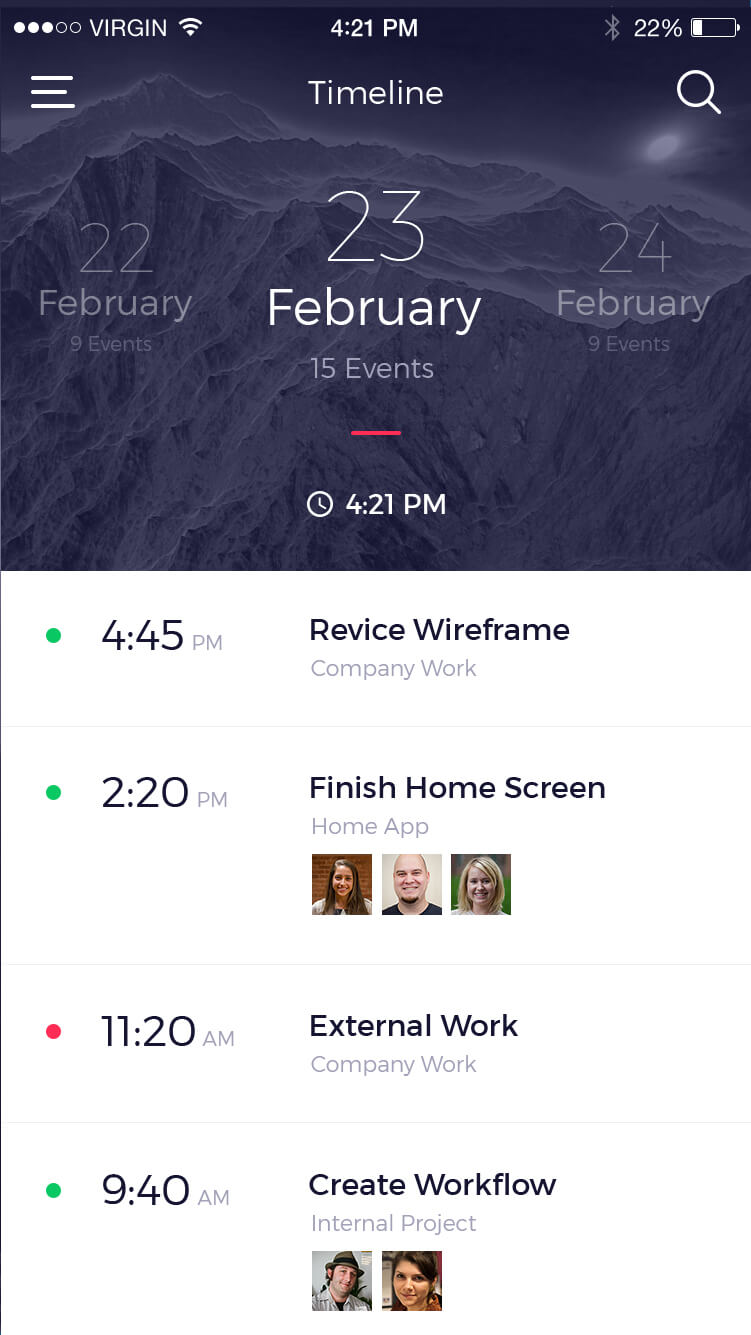 VIRGIN 4:21 PM 22%
Timeline
22 23 24
February February February
9 Events 15 Events 9 Events
4:21 PM
4:45 PM Revice Wireframe
Company Work
2:20 PM Finish Home Screen
Home App
11:20 AM External Work
Company Work
9:40 AM Create Workflow
Internal Project